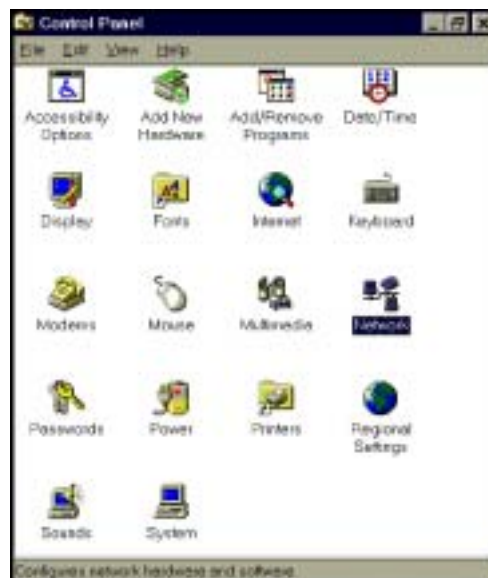 Control Panel
File Edit View Help
Accessibility Options
Add New Hardware
Add/Remove Programs
Date/Time
Display
Fonts
Internet
Keyboard
Modems
Mouse
Multimedia
Network
Passwords
Power
Printers
Regional Settings
Sounds
System
Configures network hardware and software.